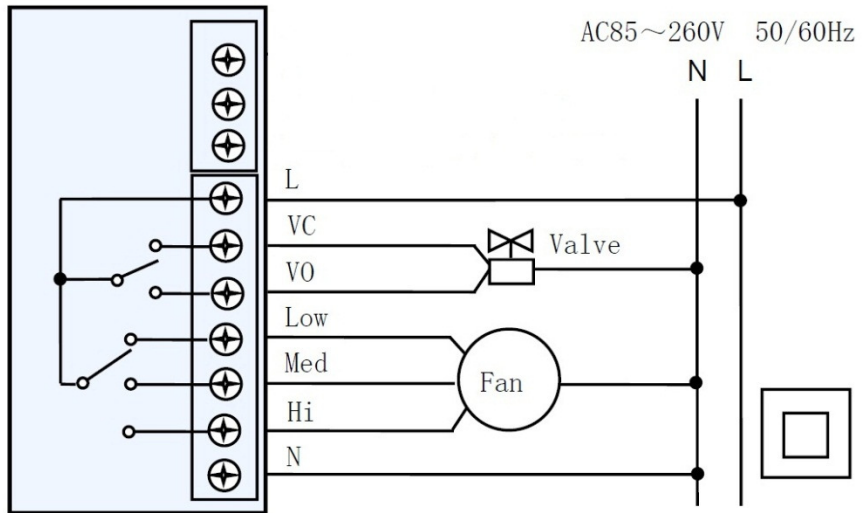 AC85～260V 50/60Hz
N L
L
VC
Valve
VO
Low
Med
Fan
Hi
N